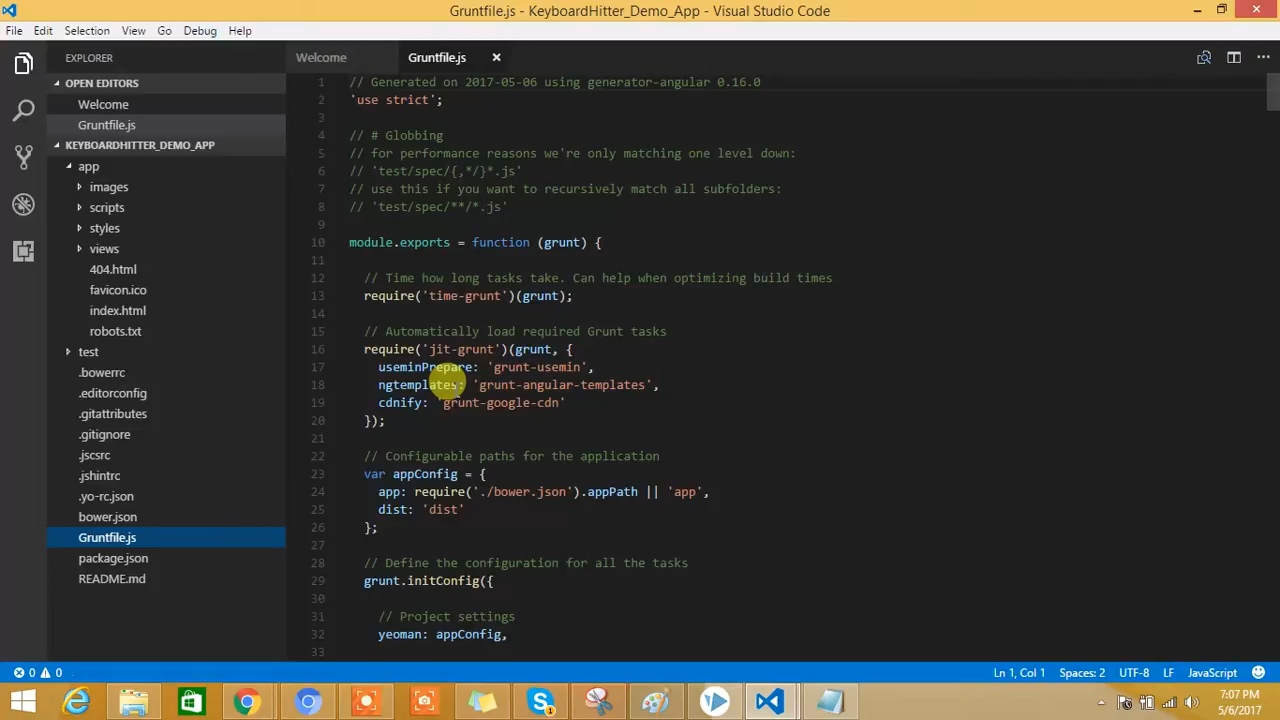 Gruntfile.js - KeyboardHitter_Demo_App - Visual Studio Code
File Edit Selection View Go Debug Help
EXPLORER
OPEN EDITORS
Welcome
Gruntfile.js
KEYBOARDHITTER_DEMO_APP
app
images
scripts
styles
views
404.html
favicon.ico
index.html
robots.txt
test
.bowerrc
.editorconfig
.gitattributes
.gitignore
.jscsrc
.jshintrc
.yo-rc.json
bower.json
Gruntfile.js
package.json
README.md
Welcome Gruntfile.js
1 // Generated on 2017-05-06 using generator-angular 0.16.0
2 'use strict';
3
4 // # Globbing
5 // for performance reasons we're only matching one level down:
6 // 'test/spec/{,*/}*.js'
7 // use this if you want to recursively match all subfolders:
8 // 'test/spec/**/*.js'
9
10 module.exports = function (grunt) {
11
12 // Time how long tasks take. Can help when optimizing build times
13 require('time-grunt')(grunt);
14
15 // Automatically load required Grunt tasks
16 require('jit-grunt')(grunt, {
17 useminPrepare: 'grunt-usemin',
18 ngtemplates: 'grunt-angular-templates',
19 cdnify: 'grunt-google-cdn'
20 });
21
22 // Configurable paths for the application
23 var appConfig = {
24 app: require('./bower.json').appPath || 'app',
25 dist: 'dist'
26 };
27
28 // Define the configuration for all the tasks
29 grunt.initConfig({
30
31 // Project settings
32 yeoman: appConfig,
33
0 0 Ln 1, Col 1 Spaces: 2 UTF-8 LF JavaScript
7:07 PM
5/6/2017